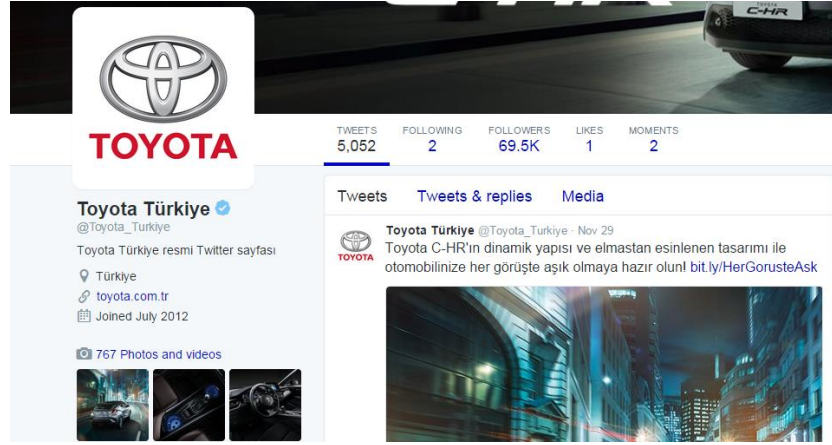 TOYOTA
C-HR
TOYOTA
TWEETS FOLLOWING FOLLOWERS LIKES MOMENTS
5,052 2 69.5K 1 2
Toyota Türkiye
@Toyota_Turkiye
Toyota Türkiye resmi Twitter sayfası
Türkiye
toyota.com.tr
Joined July 2012
767 Photos and videos
Tweets Tweets & replies Media
TOYOTA
Toyota Türkiye @Toyota_Turkiye · Nov 29
Toyota C-HR'ın dinamik yapısı ve elmastan esinlenen tasarımı ile
otomobilinize her görüşte aşık olmaya hazır olun! bit.ly/HerGorusteAsk